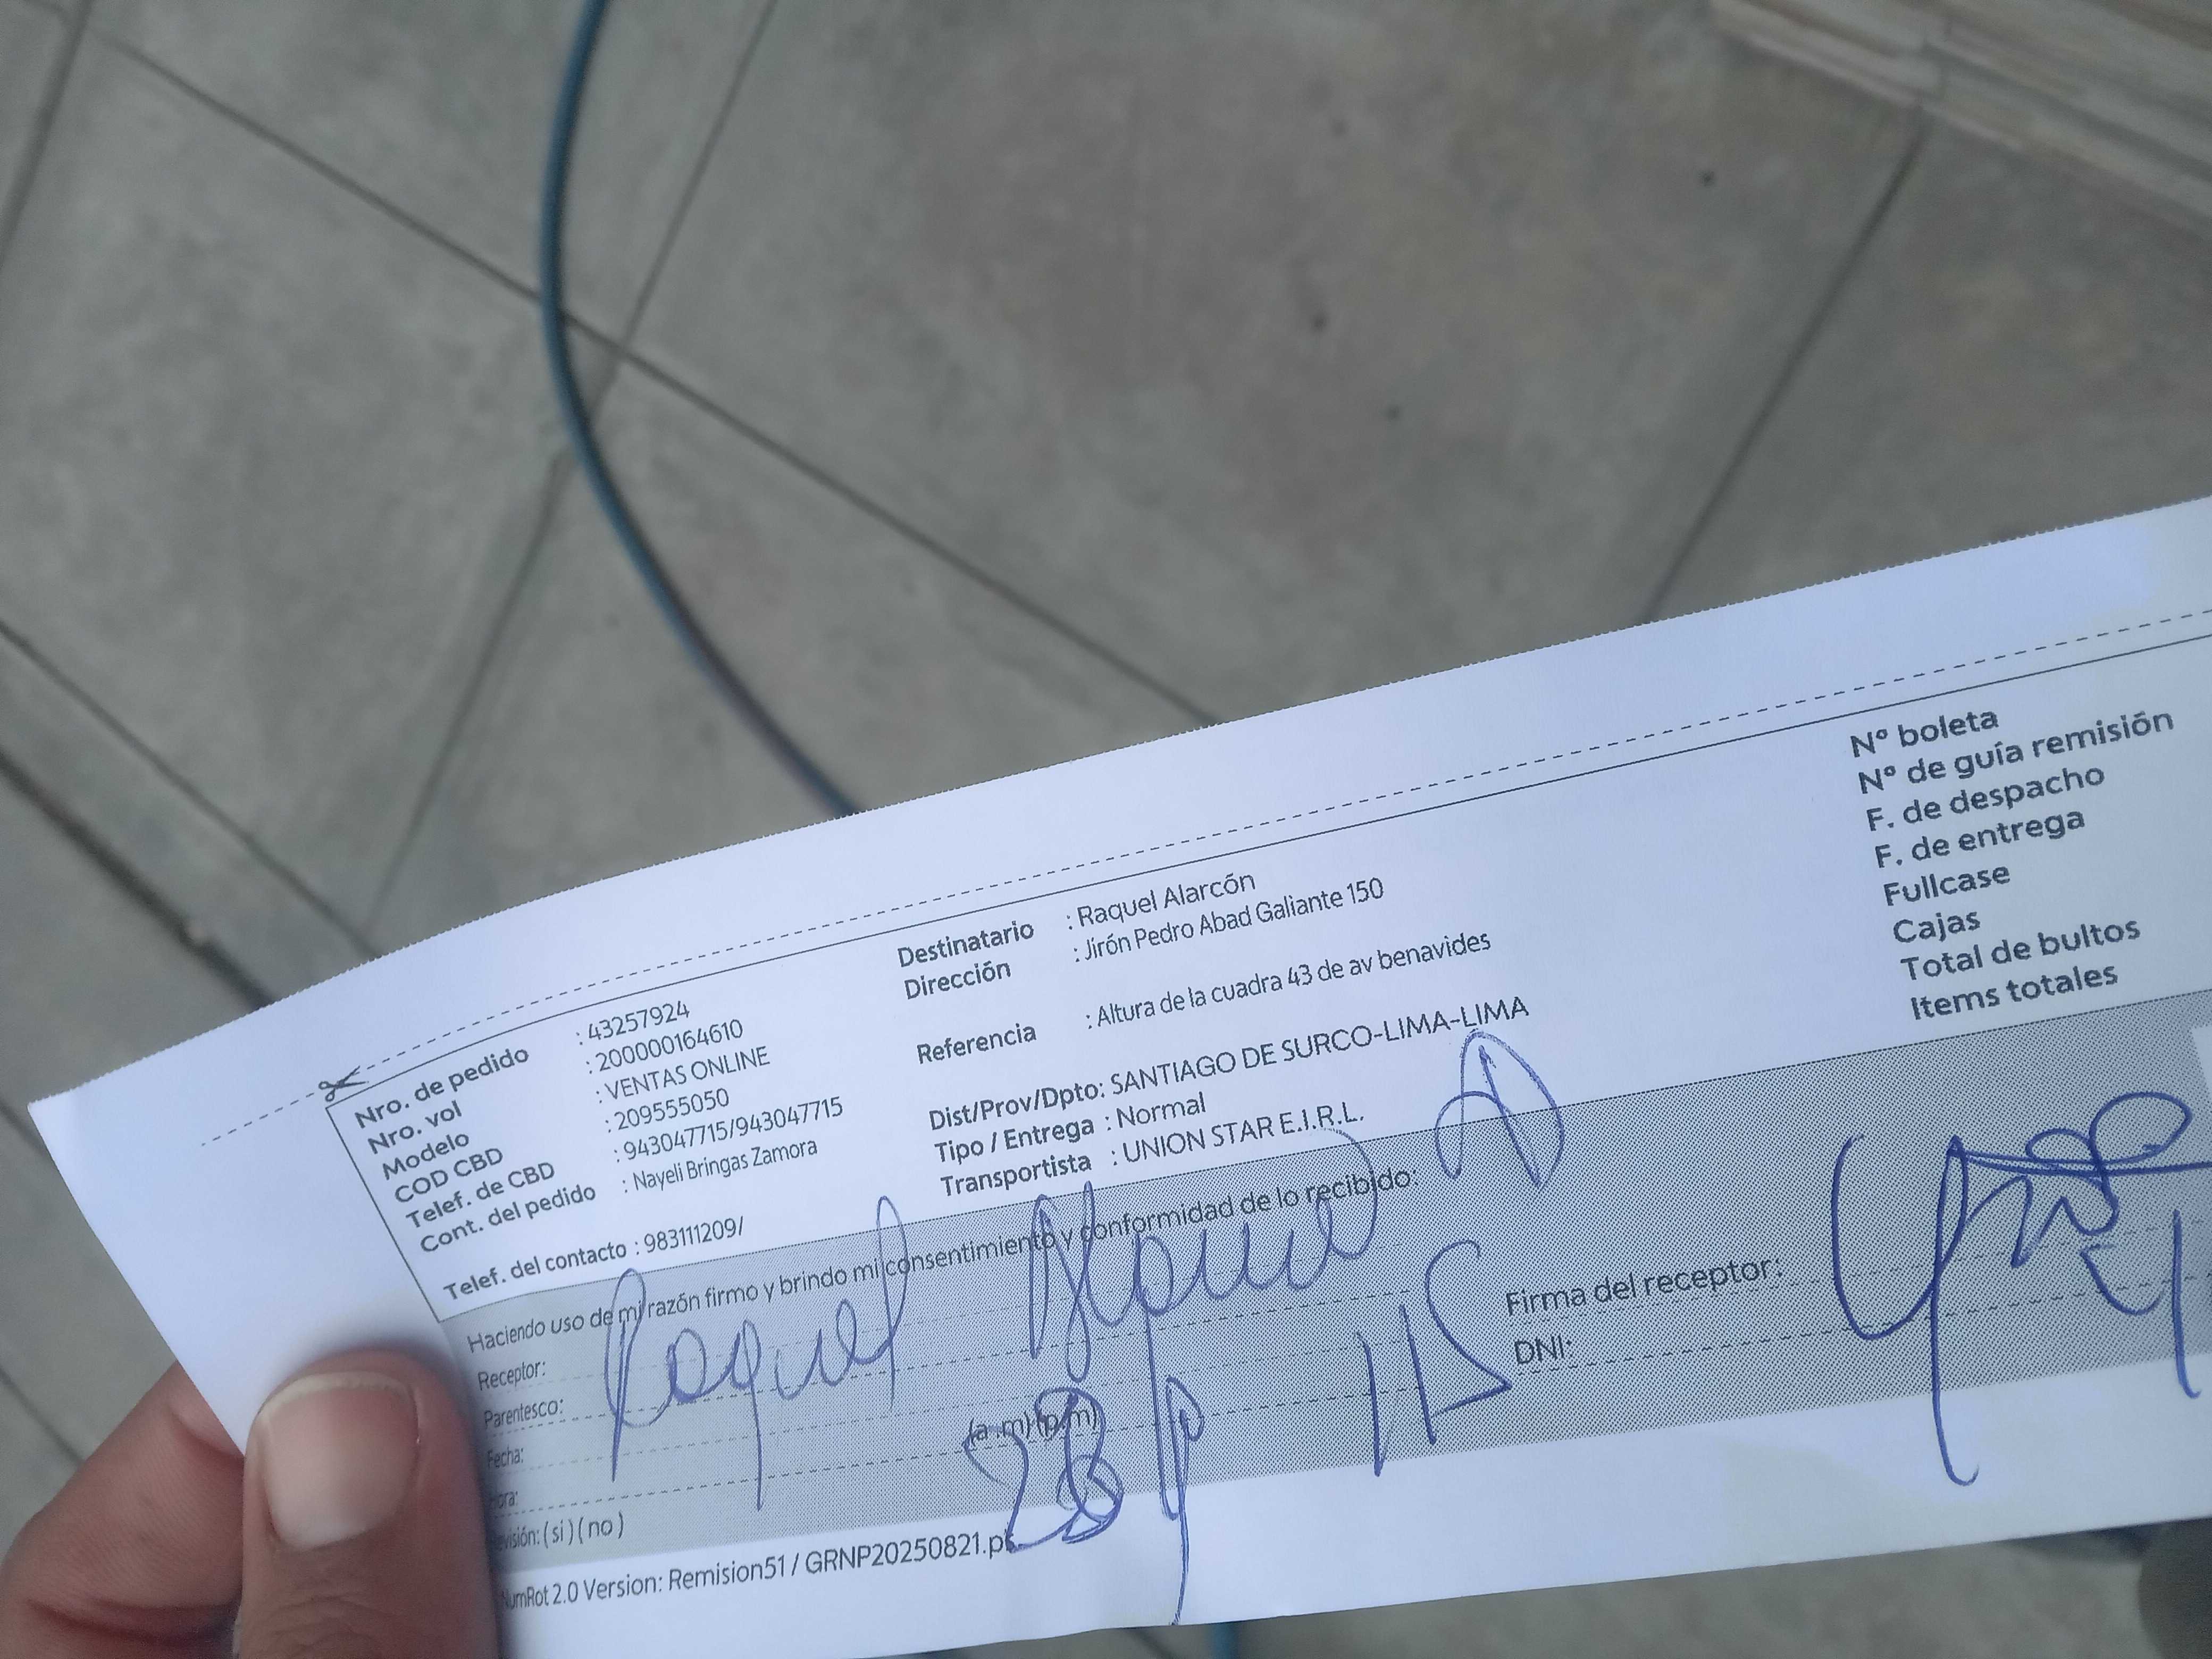 Nro. de pedido : 43257924
Nro. vol : 200000164610
Modelo : VENTAS ONLINE
COD CBD : 209555050
Telef. de CBD : 943047715/943047715
Cont. del pedido : Nayeli Bringas Zamora
Telef. del contacto : 983111209/
Destinatario : Raquel Alarcón
Dirección : Jirón Pedro Abad Galiante 150
Referencia : Altura de la cuadra 43 de av benavides
Dist/Prov/Dpto: SANTIAGO DE SURCO-LIMA-LIMA
Tipo / Entrega : Normal
Transportista : UNION STAR E.I.R.L.
Nº boleta
Nº de guía remisión
F. de despacho
F. de entrega
Fullcase
Cajas
Total de bultos
Items totales
Haciendo uso de mi razón firmo y brindo mi consentimiento y conformidad de lo recibido:
Receptor: Raquel
Parentesco:
Fecha:
(a .m) (p.m)
Firma del receptor:
DNI:
( si ) ( no )
NumRot 2.0 Version: Remision51 / GRNP20250821.p